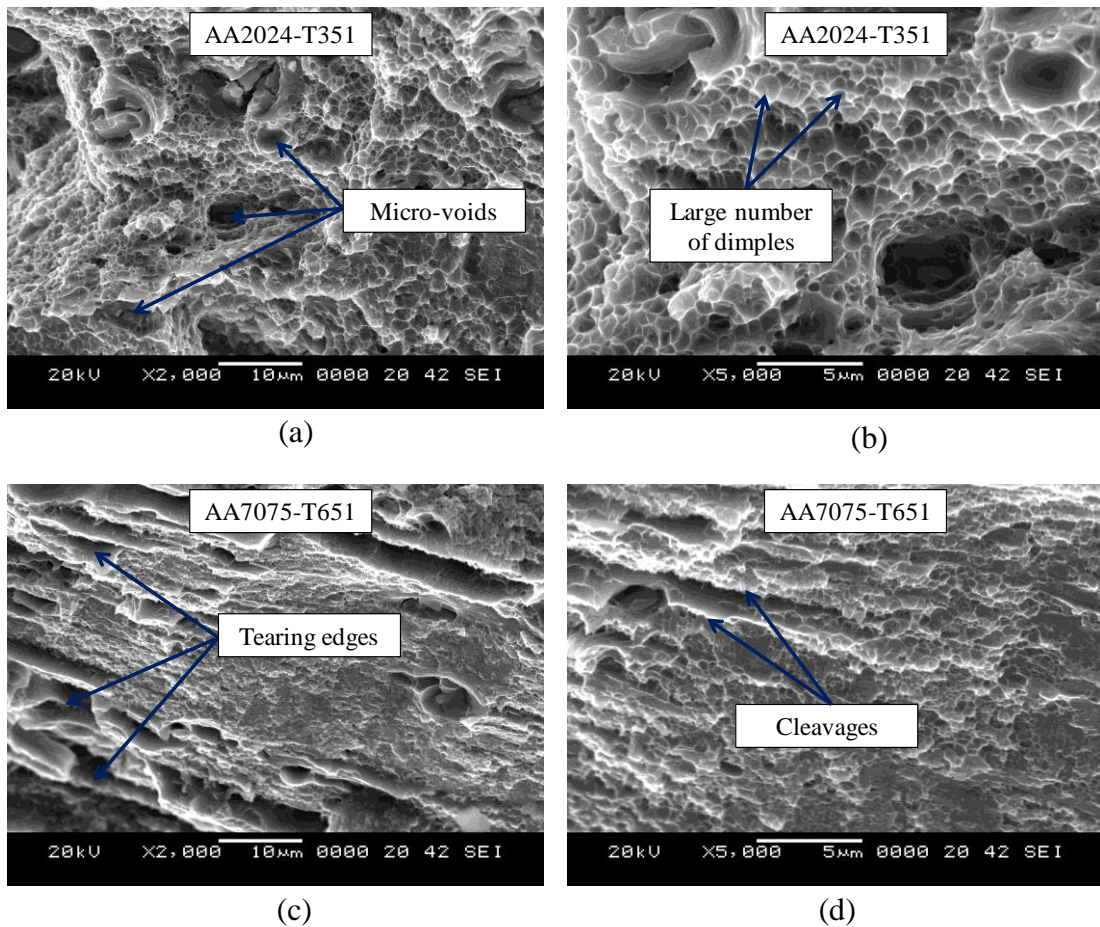 AA2024-T351
Micro-voids
20kV X2,000 10µm 0000 20 42 SEI
(a)
AA2024-T351
Large number
of dimples
20kV X5,000 5µm 0000 20 42 SEI
(b)
AA7075-T651
Tearing edges
20kV X2,000 10µm 0000 20 42 SEI
(c)
AA7075-T651
Cleavages
20kV X5,000 5µm 0000 20 42 SEI
(d)